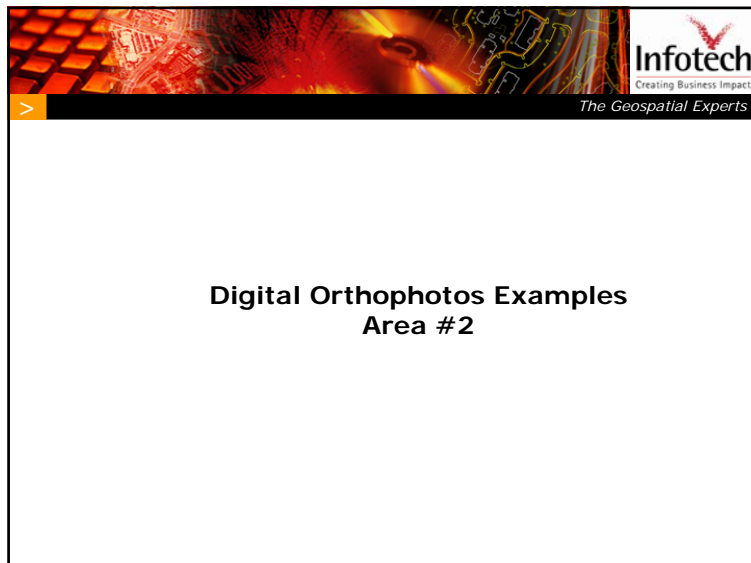 Infotech
Creating Business Impact
> The Geospatial Experts
Digital Orthophotos Examples
Area #2